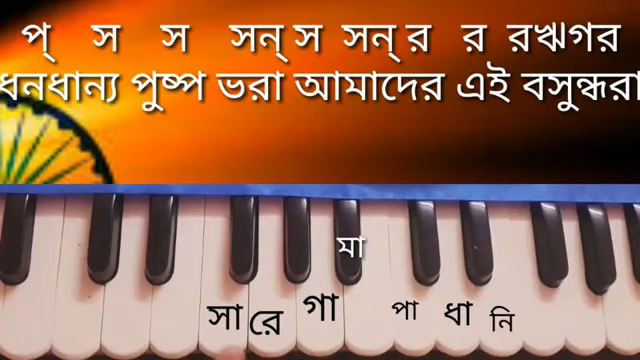 প্ স স সন্ স সন্ র র রঋগর
ধনধান্য পুষ্প ভরা আমাদের এই বসুন্ধরা
মা
সা রে গা পা ধা নি